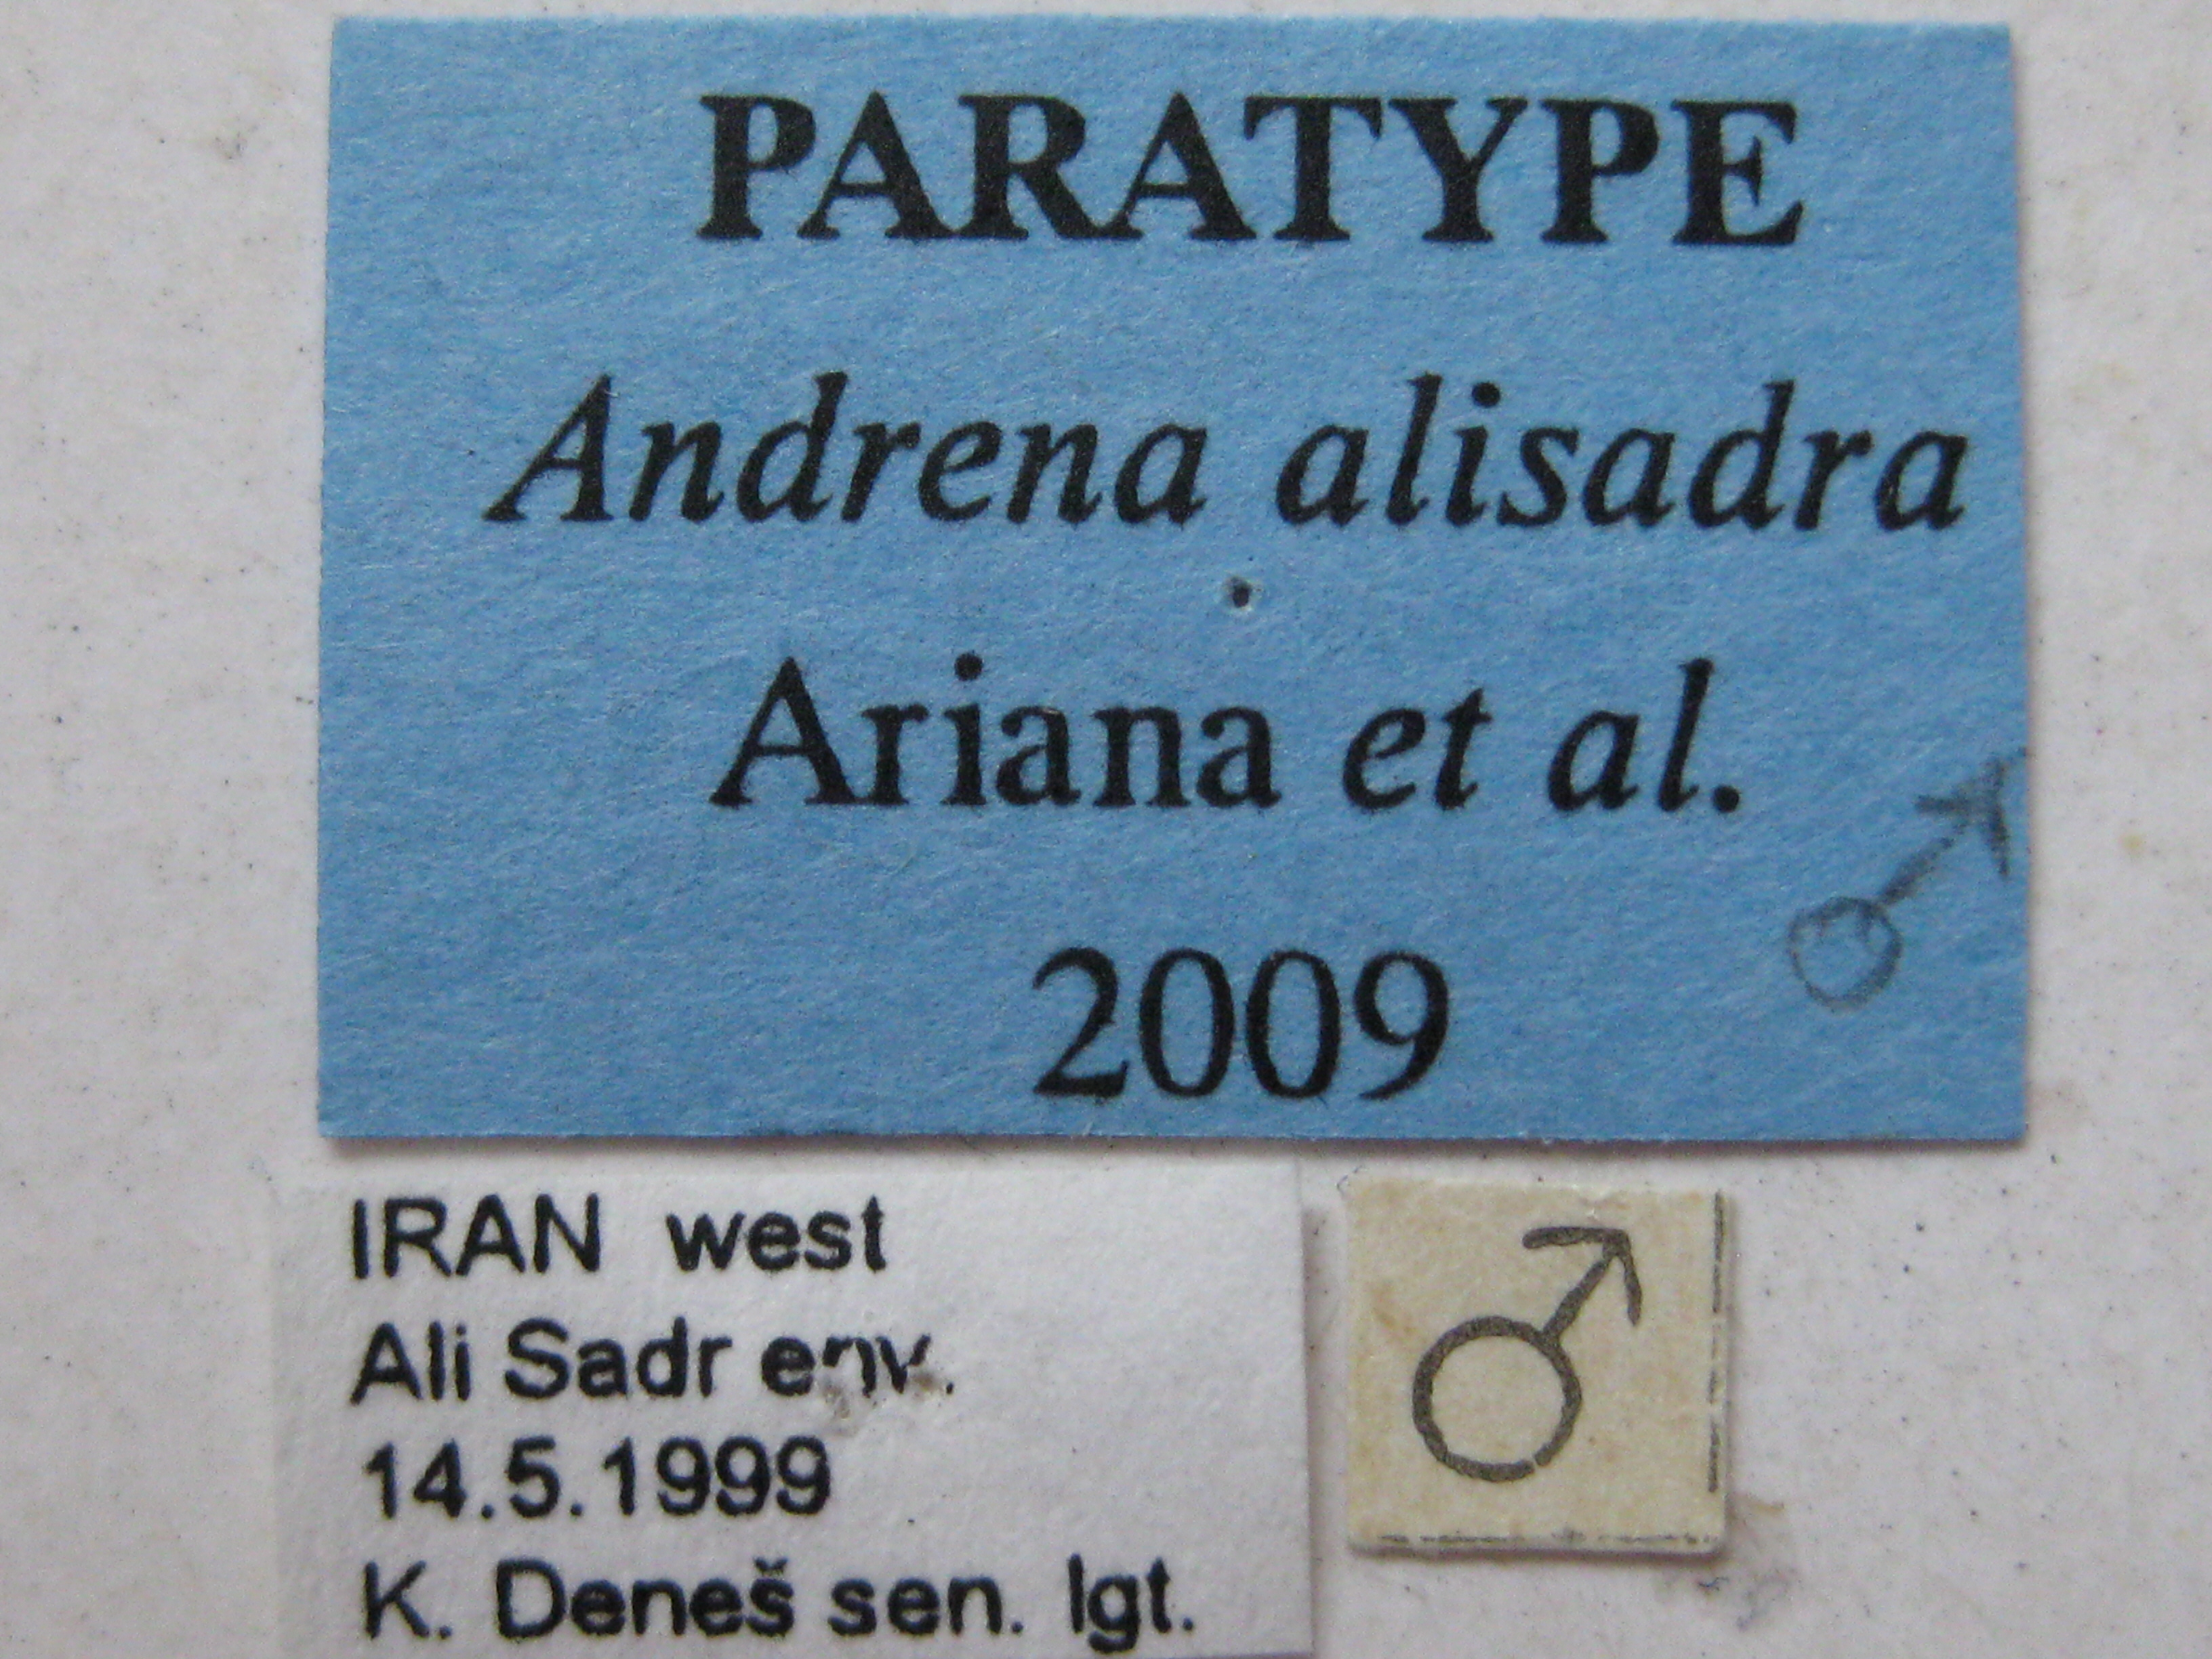 PARATYPE
Andrena alisadra
Ariana et al.
♂
2009
IRAN west
Ali Sadr env.
14.5.1999
K. Deneš sen. lgt.
♂